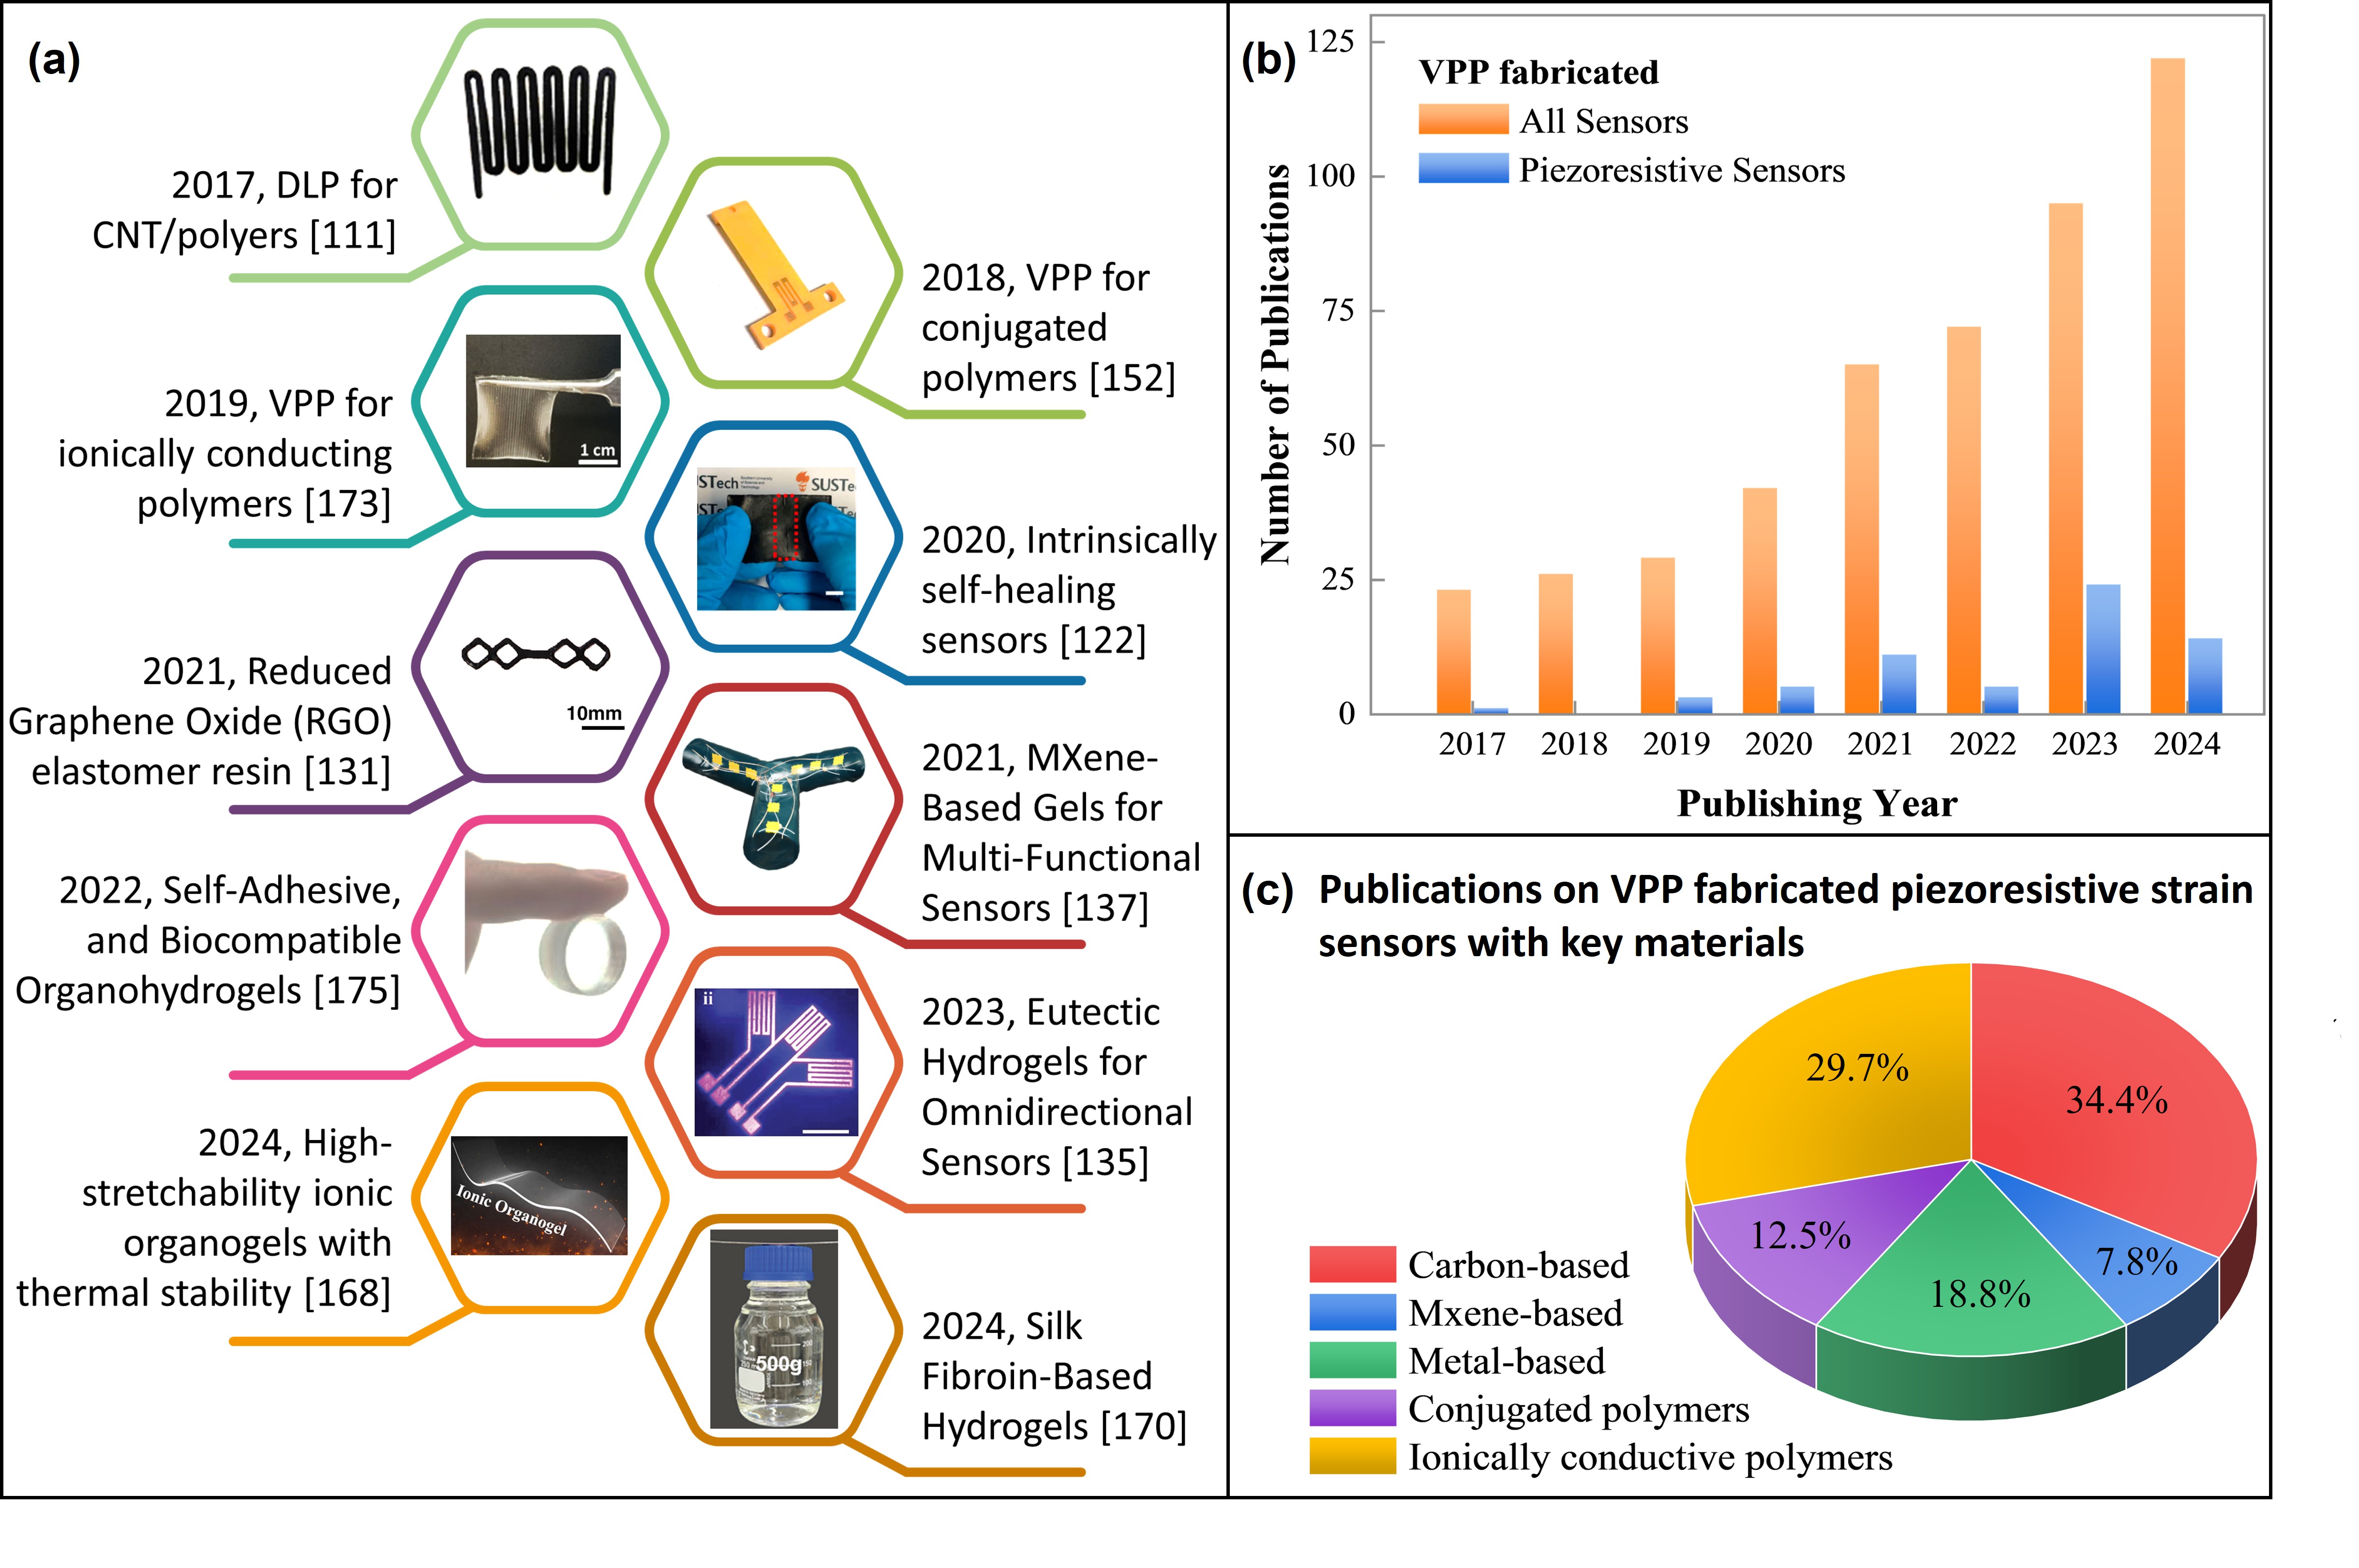 (a)
2017, DLP for
CNT/polyers [111]
2018, VPP for
conjugated
polymers [152]
2019, VPP for
ionically conducting
polymers [173]
1 cm
STech
SUSTe
2020, Intrinsically
self-healing
sensors [122]
2021, Reduced
Graphene Oxide (RGO)
elastomer resin [131]
10mm
2021, MXene-
Based Gels for
Multi-Functional
Sensors [137]
2022, Self-Adhesive,
and Biocompatible
Organohydrogels [175]
ii
2023, Eutectic
Hydrogels for
Omnidirectional
Sensors [135]
2024, High-
stretchability ionic
organogels with
thermal stability [168]
Ionic Organogel
500g
2024, Silk
Fibroin-Based
Hydrogels [170]
(b)
VPP fabricated
All Sensors
Piezoresistive Sensors
Number of Publications
125
100
75
50
25
0
2017 2018 2019 2020 2021 2022 2023 2024
Publishing Year
(c) Publications on VPP fabricated piezoresistive strain
sensors with key materials
29.7%
34.4%
12.5%
7.8%
18.8%
Carbon-based
Mxene-based
Metal-based
Conjugated polymers
Ionically conductive polymers